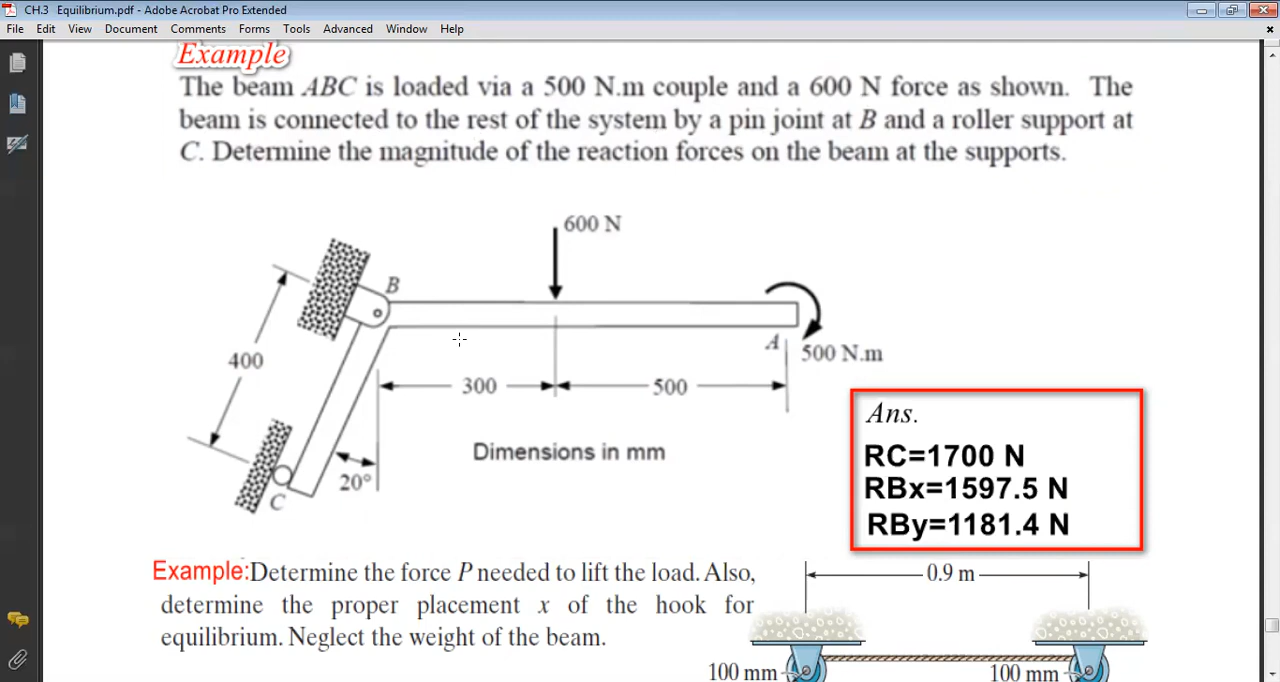 CH.3 Equilibrium.pdf - Adobe Acrobat Pro Extended
File Edit View Document Comments Forms Tools Advanced Window Help
Example
The beam ABC is loaded via a 500 N.m couple and a 600 N force as shown. The
beam is connected to the rest of the system by a pin joint at B and a roller support at
C. Determine the magnitude of the reaction forces on the beam at the supports.
600 N
B
A
500 N.m
400
300
500
Dimensions in mm
20°
C
Ans.
RC=1700 N
RBx=1597.5 N
RBy=1181.4 N
Example:Determine the force P needed to lift the load. Also,
determine the proper placement x of the hook for
equilibrium. Neglect the weight of the beam.
0.9 m
100 mm
100 mm